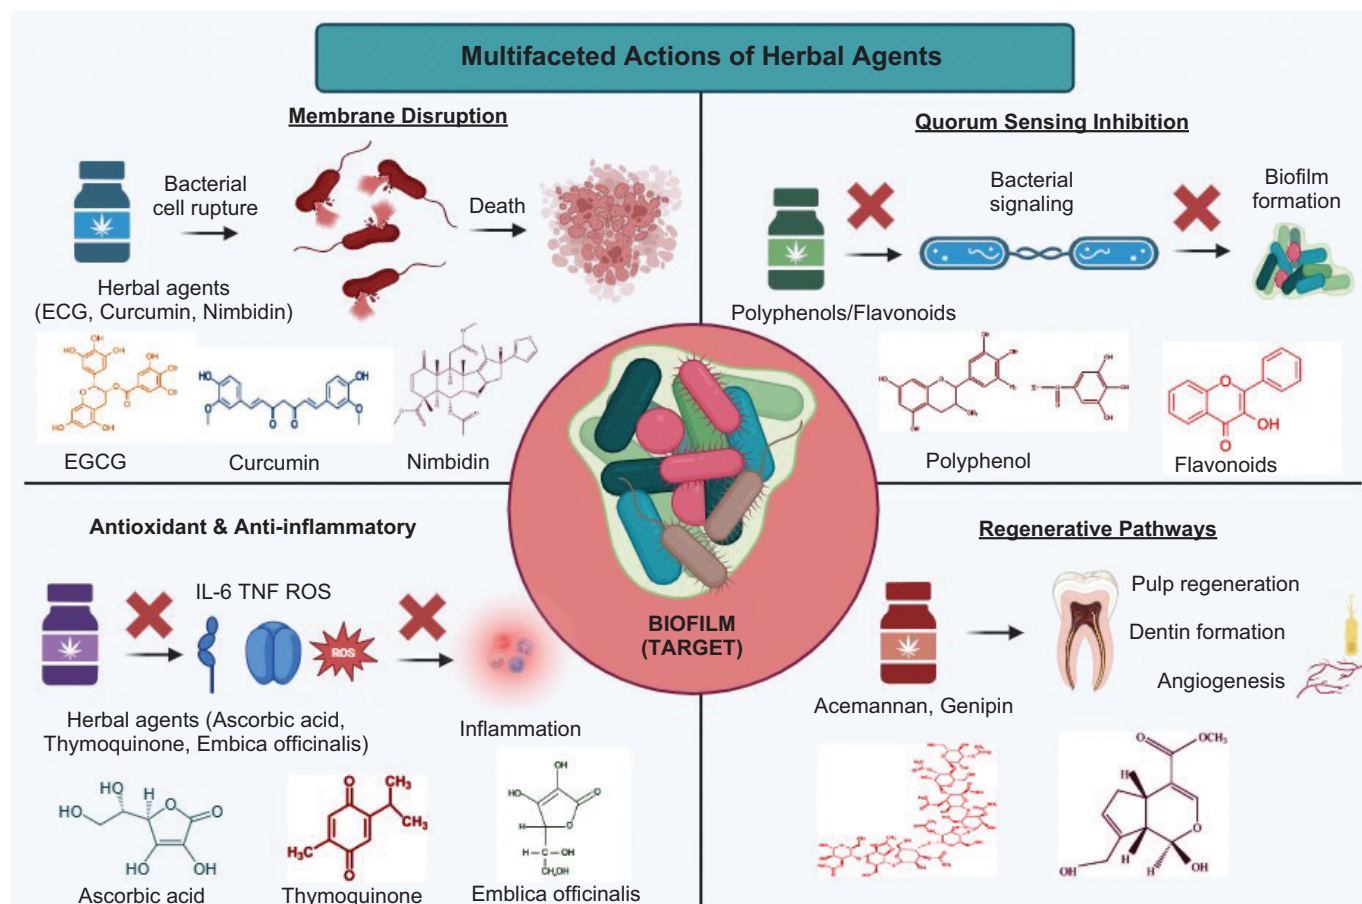 Multifaceted Actions of Herbal Agents
Membrane Disruption
Bacterial
cell rupture
Death
Herbal agents
(ECG, Curcumin, Nimbidin)
EGCG
Curcumin
Nimbidin
Quorum Sensing Inhibition
Bacterial
signaling
Biofilm
formation
Polyphenols/Flavonoids
Polyphenol
Flavonoids
BIOFILM
(TARGET)
Antioxidant & Anti-inflammatory
IL-6 TNF ROS
ROS
Herbal agents (Ascorbic acid,
Thymoquinone, Embica officinalis)
Inflammation
HO
HO
H
O
O
HO
OH
Ascorbic acid
O
CH₃
CH₃
H₃C
O
Thymoquinone
OH
HO
O
O
H
H
C
OH
CH₂OH
Emblica officinalis
Regenerative Pathways
Pulp regeneration
Dentin formation
Angiogenesis
Acemannan, Genipin
O
OCH₃
H
O
H
OH
H
OH